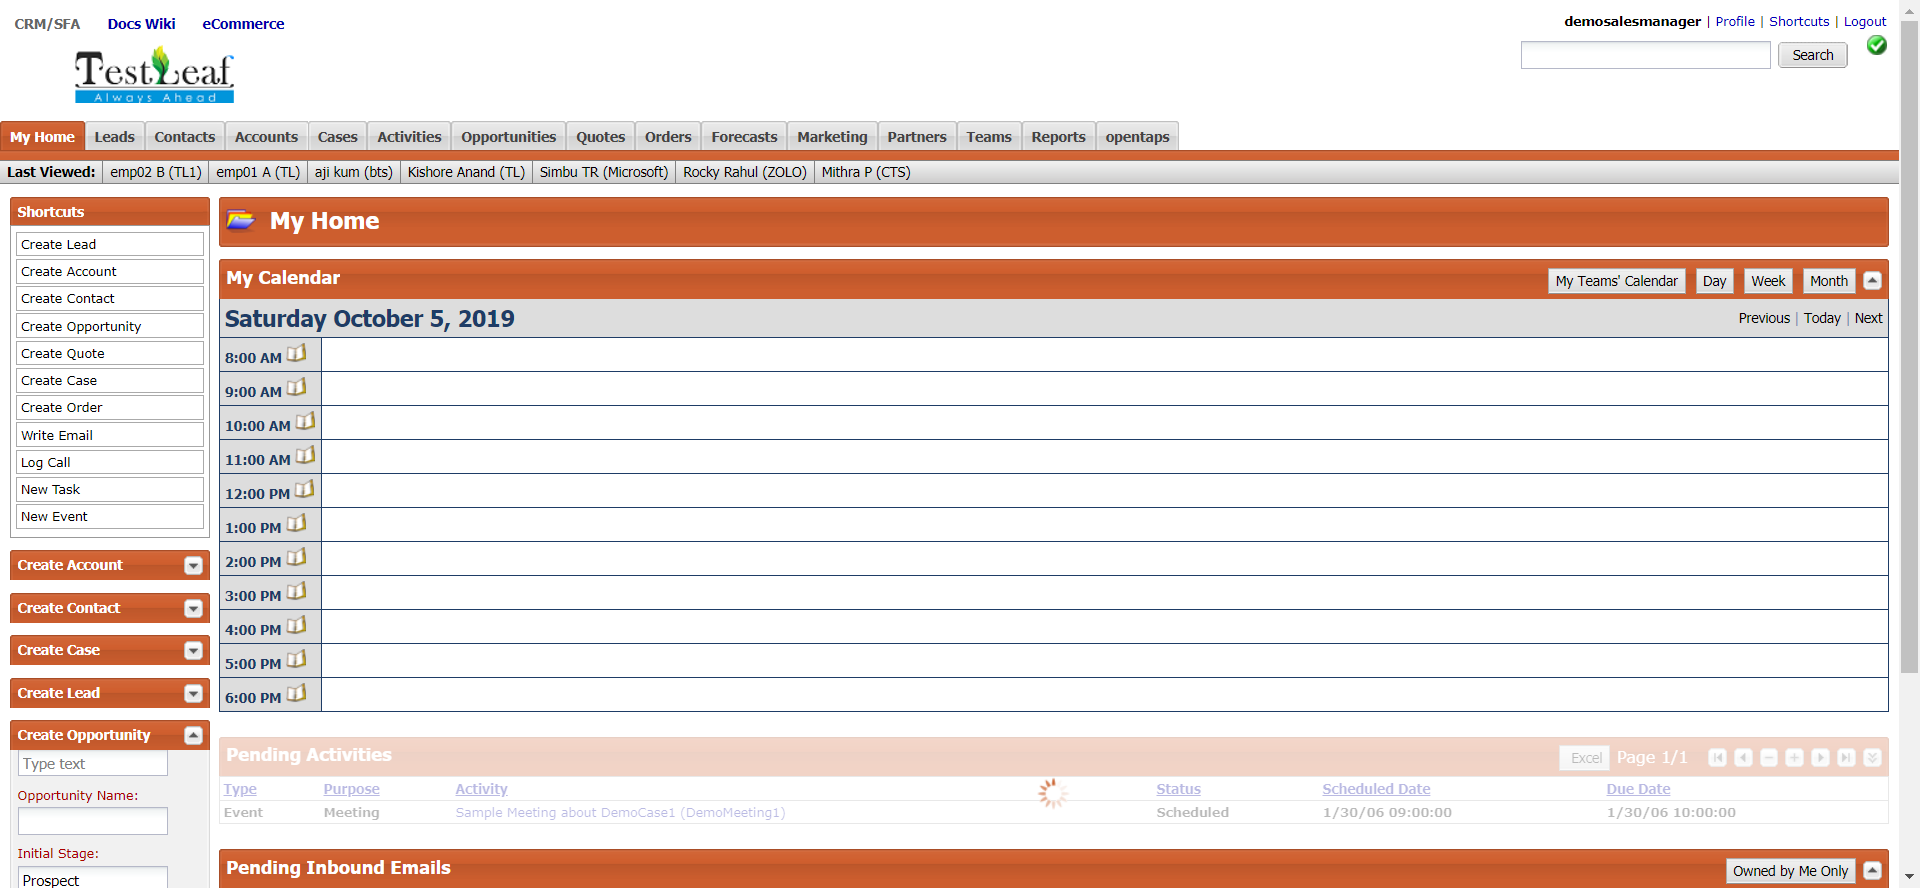 CRM/SFA Docs Wiki eCommerce
demosalesmanager | Profile | Shortcuts | Logout
Search
TestLeaf
Always Ahead
My Home Leads Contacts Accounts Cases Activities Opportunities Quotes Orders Forecasts Marketing Partners Teams Reports opentaps
Last Viewed: emp02 B (TL1) emp01 A (TL) aji kum (bts) Kishore Anand (TL) Simbu TR (Microsoft) Rocky Rahul (ZOLO) Mithra P (CTS)
Shortcuts
Create Lead
Create Account
Create Contact
Create Opportunity
Create Quote
Create Case
Create Order
Write Email
Log Call
New Task
New Event
Create Account
Create Contact
Create Case
Create Lead
Create Opportunity
Type text
Opportunity Name:
Initial Stage:
Prospect
My Home
My Calendar
My Teams' Calendar Day Week Month
Saturday October 5, 2019
Previous | Today | Next
8:00 AM
9:00 AM
10:00 AM
11:00 AM
12:00 PM
1:00 PM
2:00 PM
3:00 PM
4:00 PM
5:00 PM
6:00 PM
Pending Activities
Excel Page 1/1
Type Purpose Activity Status Scheduled Date Due Date
Event Meeting Sample Meeting about DemoCase1 (DemoMeeting1) Scheduled 1/30/06 09:00:00 1/30/06 10:00:00
Pending Inbound Emails
Owned by Me Only